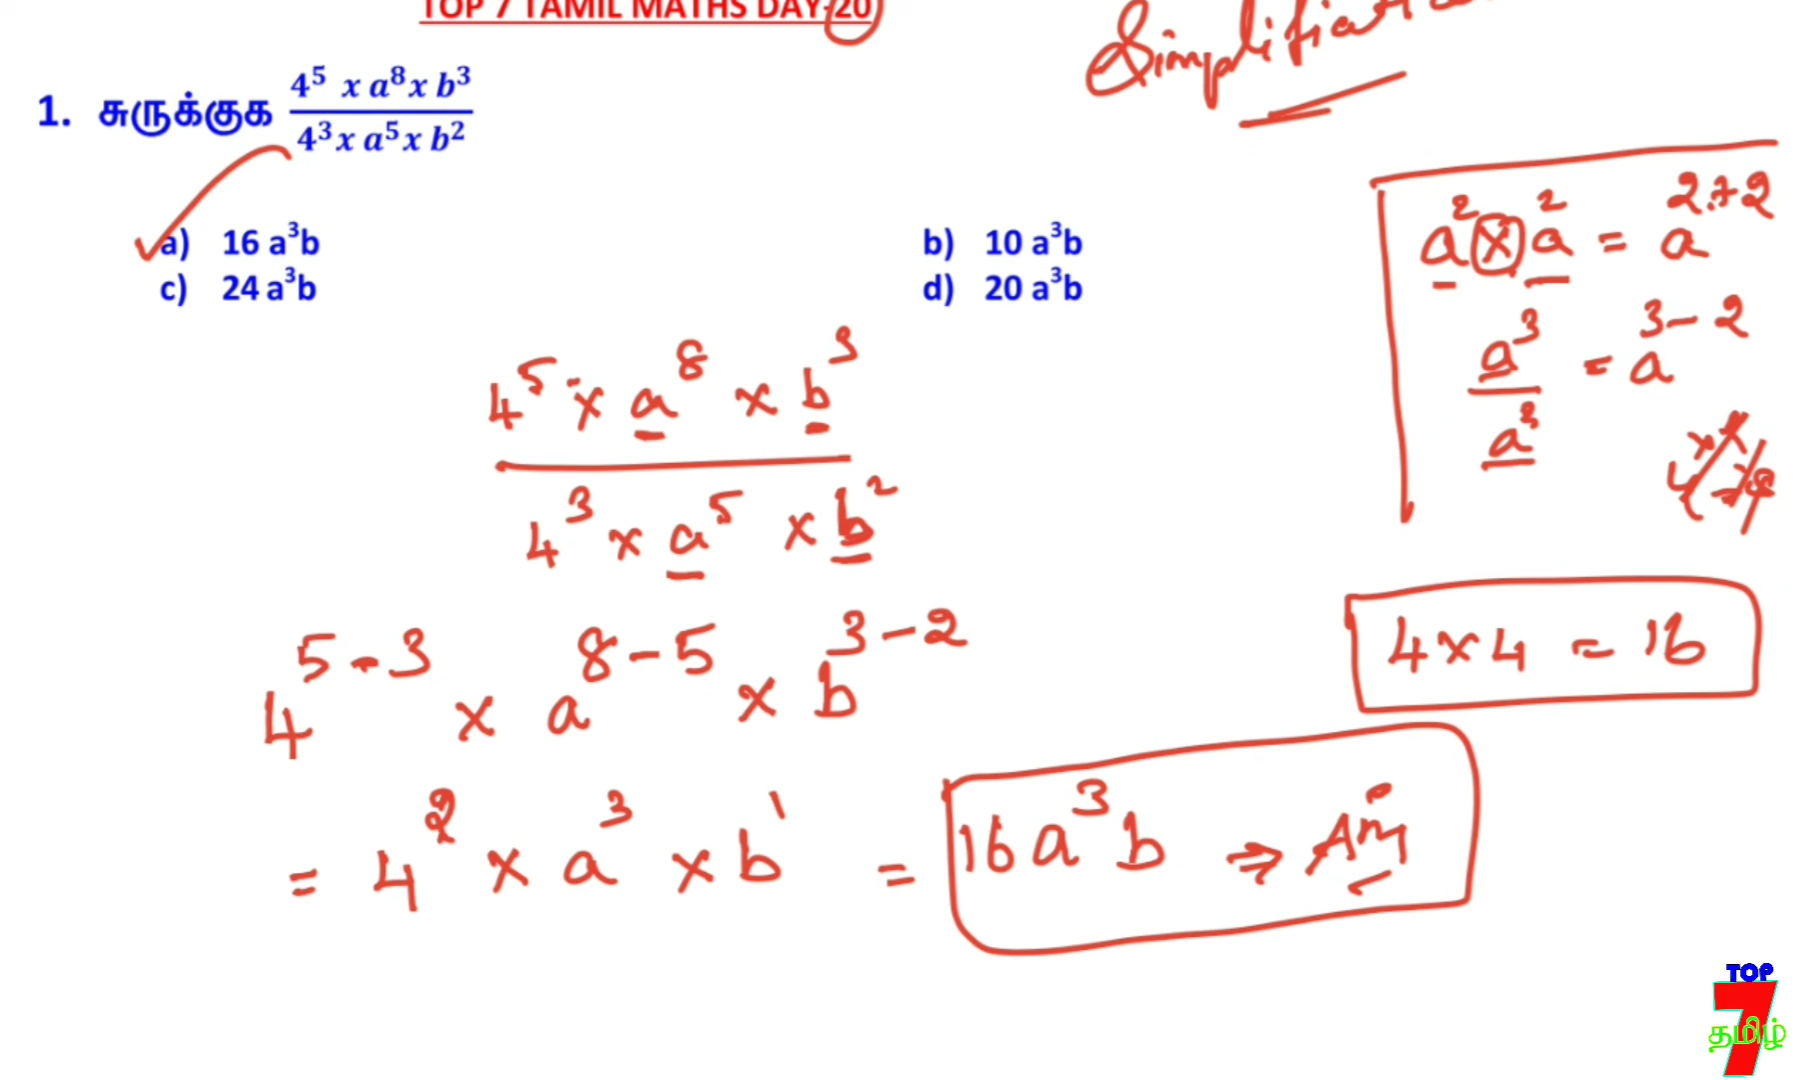 TOP 7 TAMIL MATHS DAY-20
Simplification
1. சுருக்குக 4⁵ x a⁸ x b³ / 4³ x a⁵ x b²
a) 16 a³b
b) 10 a³b
c) 24 a³b
d) 20 a³b
a² × a² = a²⁺²
a³ / a² = a³⁻²
4⁵ × a⁸ × b³
4³ × a⁵ × b²
4⁵⁻³ × a⁸⁻⁵ × b³⁻²
4 × 4 = 16
= 4² × a³ × b¹ = 16a³b ⇒ Ans
TOP
7
தமிழ்